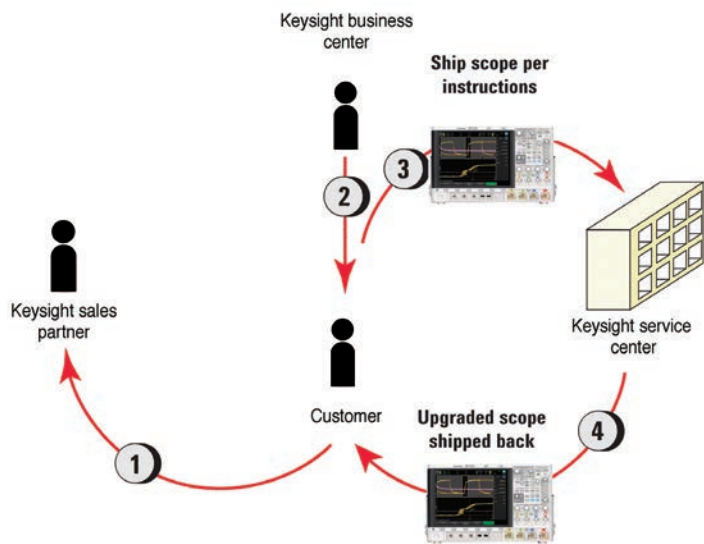 Keysight business
center
Ship scope per
instructions
3
2
Keysight sales
partner
Keysight service
center
Customer
Upgraded scope
shipped back
4
1